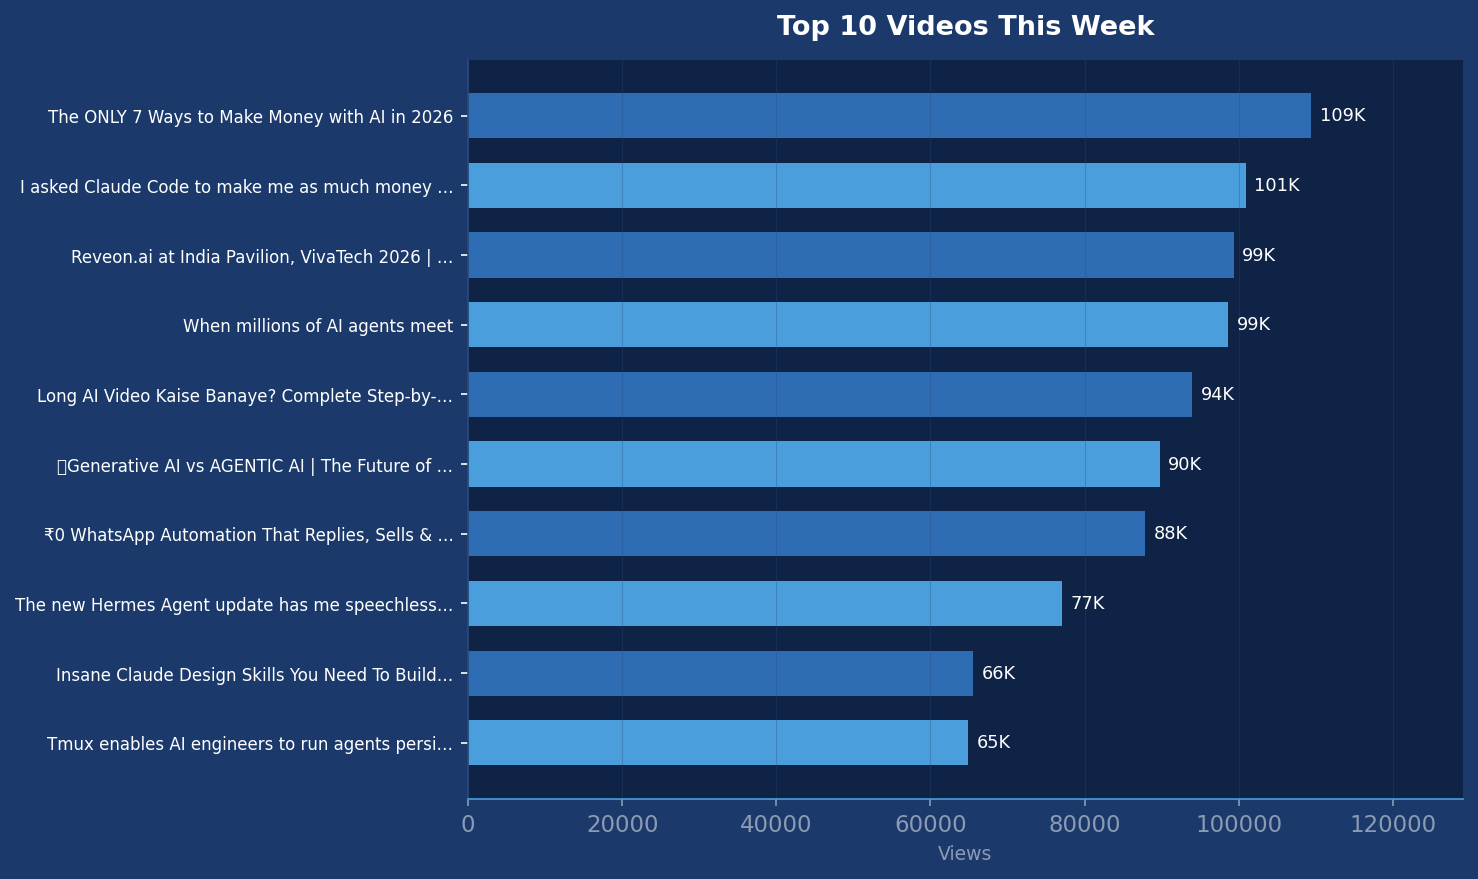 Top 10 Videos This Week
The ONLY 7 Ways to Make Money with AI in 2026
109K
I asked Claude Code to make me as much money ...
101K
Reveon.ai at India Pavilion, VivaTech 2026 | ...
99K
When millions of AI agents meet
99K
Long AI Video Kaise Banaye? Complete Step-by-...
94K
Generative AI vs AGENTIC AI | The Future of ...
90K
₹0 WhatsApp Automation That Replies, Sells & ...
88K
The new Hermes Agent update has me speechless...
77K
Insane Claude Design Skills You Need To Build...
66K
Tmux enables AI engineers to run agents persi...
65K
0 20000 40000 60000 80000 100000 120000
Views